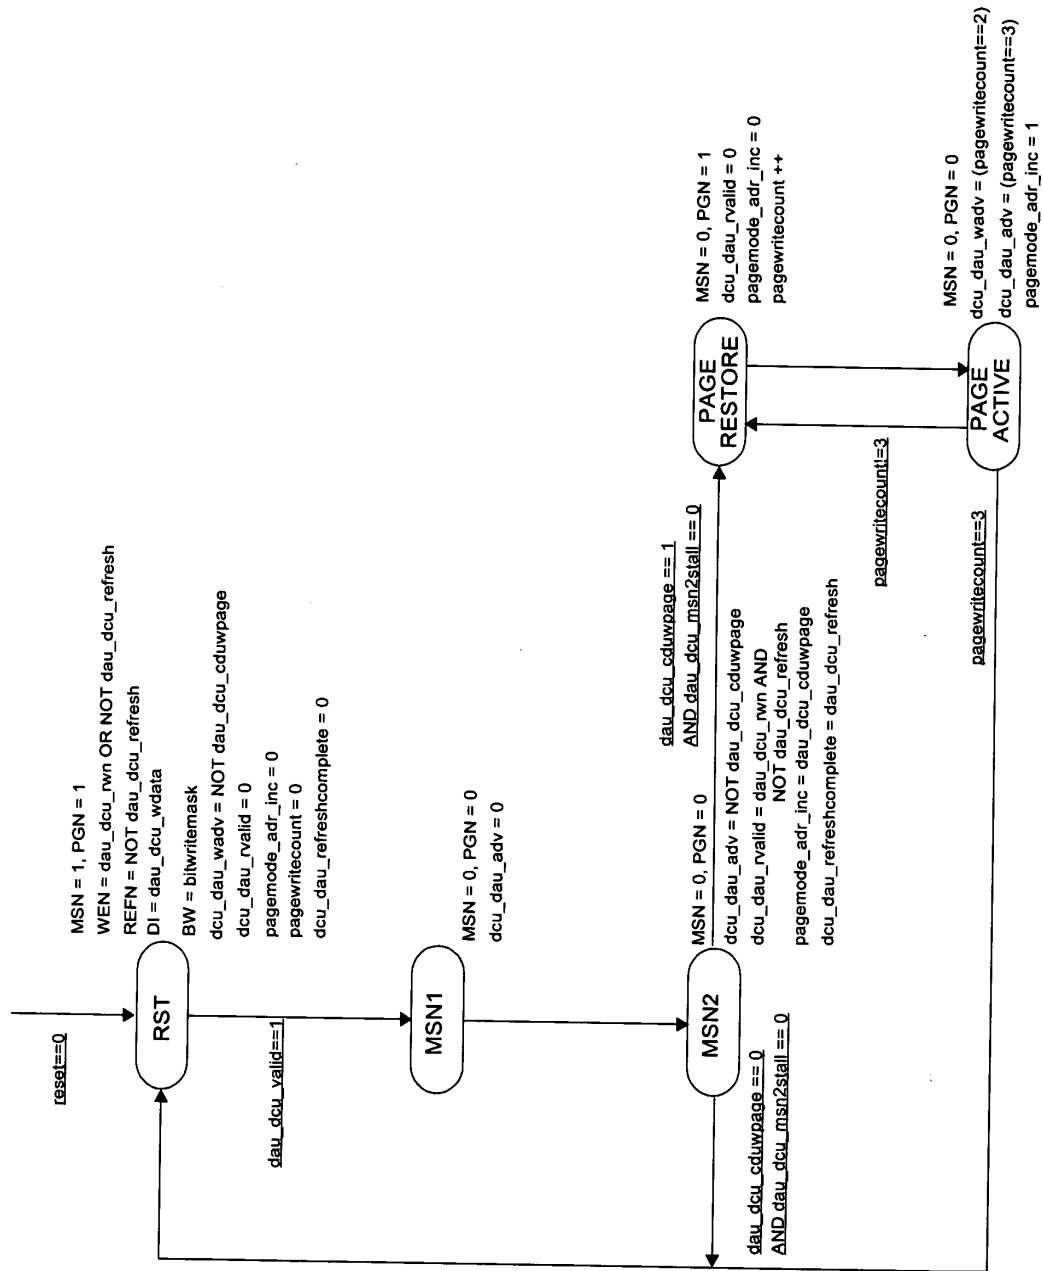 reset==0
RST
MSN = 1, PGN = 1
WEN = dau_dcu_rwn OR NOT dau_dcu_refresh
REFN = NOT dau_dcu_refresh
DI = dau_dcu_wdata
BW = bitwritemask
dcu_dau_wadv = NOT dau_dcu_cduwpage
dcu_dau_rvalid = 0
pagemode_adr_inc = 0
pagewritecount = 0
dcu_dau_refreshcomplete = 0
dau_dcu_valid==1
MSN1
MSN = 0, PGN = 0
dcu_dau_adv = 0
MSN2
MSN = 0, PGN = 0
dcu_dau_adv = NOT dau_dcu_cduwpage
dcu_dau_rvalid = dau_dcu_rwn AND
NOT dau_dcu_refresh
pagemode_adr_inc = dau_dcu_cduwpage
dcu_dau_refreshcomplete = dau_dcu_refresh
dau_dcu_cduwpage == 0
AND dau_dcu_msn2stall == 0
dau_dcu_cduwpage == 1
AND dau_dcu_msn2stall == 0
PAGE
RESTORE
MSN = 0, PGN = 1
dcu_dau_rvalid = 0
pagemode_adr_inc = 0
pagewritecount ++
pagewritecount!=3
pagewritecount==3
PAGE
ACTIVE
MSN = 0, PGN = 0
dcu_dau_wadv = (pagewritecount==2)
dcu_dau_adv = (pagewritecount==3)
pagemode_adr_inc = 1